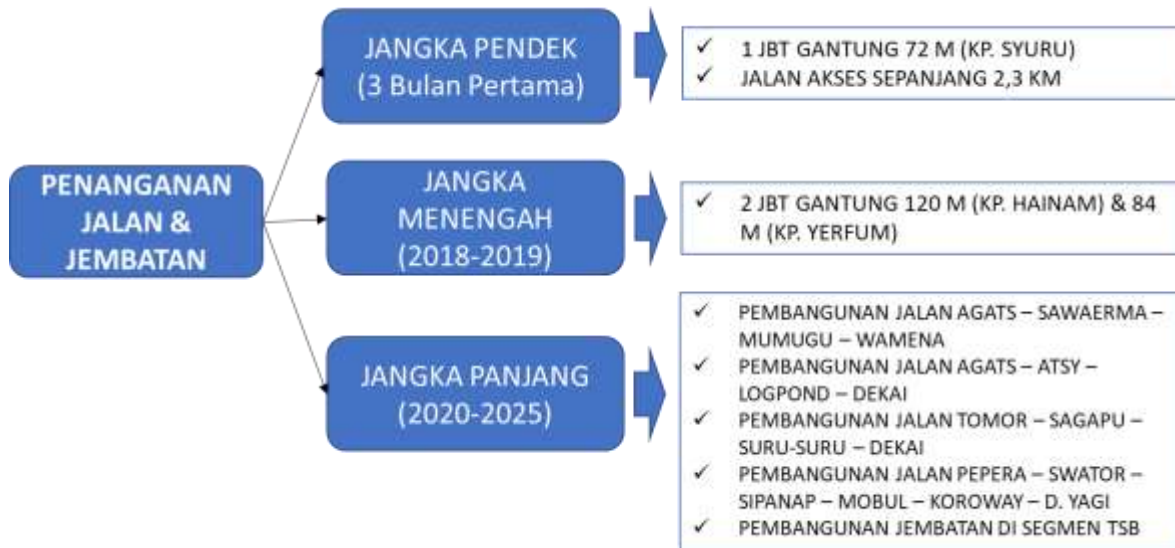 PENANGANAN
JALAN &
JEMBATAN
JANGKA PENDEK
(3 Bulan Pertama)
✓ 1 JBT GANTUNG 72 M (KP. SYURU)
✓ JALAN AKSES SEPANJANG 2,3 KM
JANGKA
MENENGAH
(2018-2019)
✓ 2 JBT GANTUNG 120 M (KP. HAINAM) & 84
M (KP. YERFUM)
JANGKA PANJANG
(2020-2025)
✓ PEMBANGUNAN JALAN AGATS – SAWAERMA –
MUMUGU – WAMENA
✓ PEMBANGUNAN JALAN AGATS – ATSY –
LOGPOND – DEKAI
✓ PEMBANGUNAN JALAN TOMOR – SAGAPU –
SURU-SURU – DEKAI
✓ PEMBANGUNAN JALAN PEPERA – SWATOR –
SIPANAP – MOBUL – KOROWAY – D. YAGI
✓ PEMBANGUNAN JEMBATAN DI SEGMEN TSB